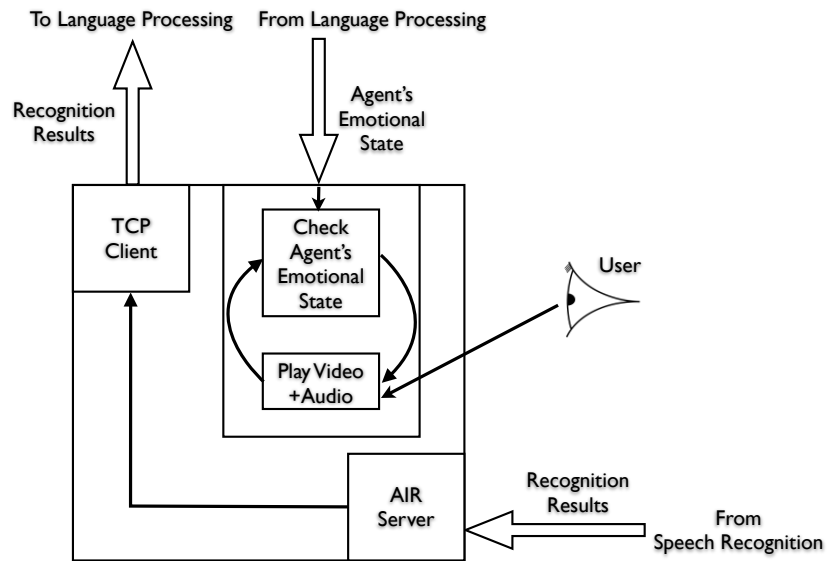 To Language Processing
From Language Processing
Recognition
Results
Agent's
Emotional
State
TCP
Client
Check
Agent's
Emotional
State
User
Play Video
+Audio
AIR
Server
Recognition
Results
From
Speech Recognition